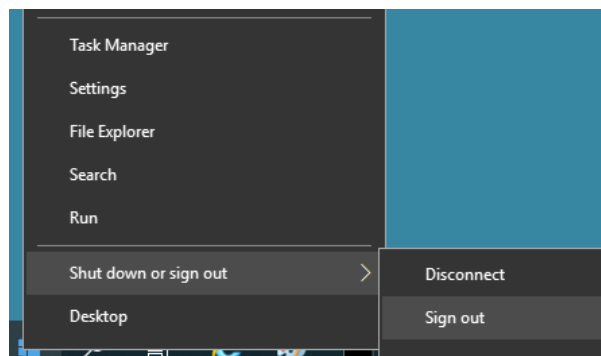 Task Manager
Settings
File Explorer
Search
Run
Shut down or sign out
Disconnect
Desktop
Sign out